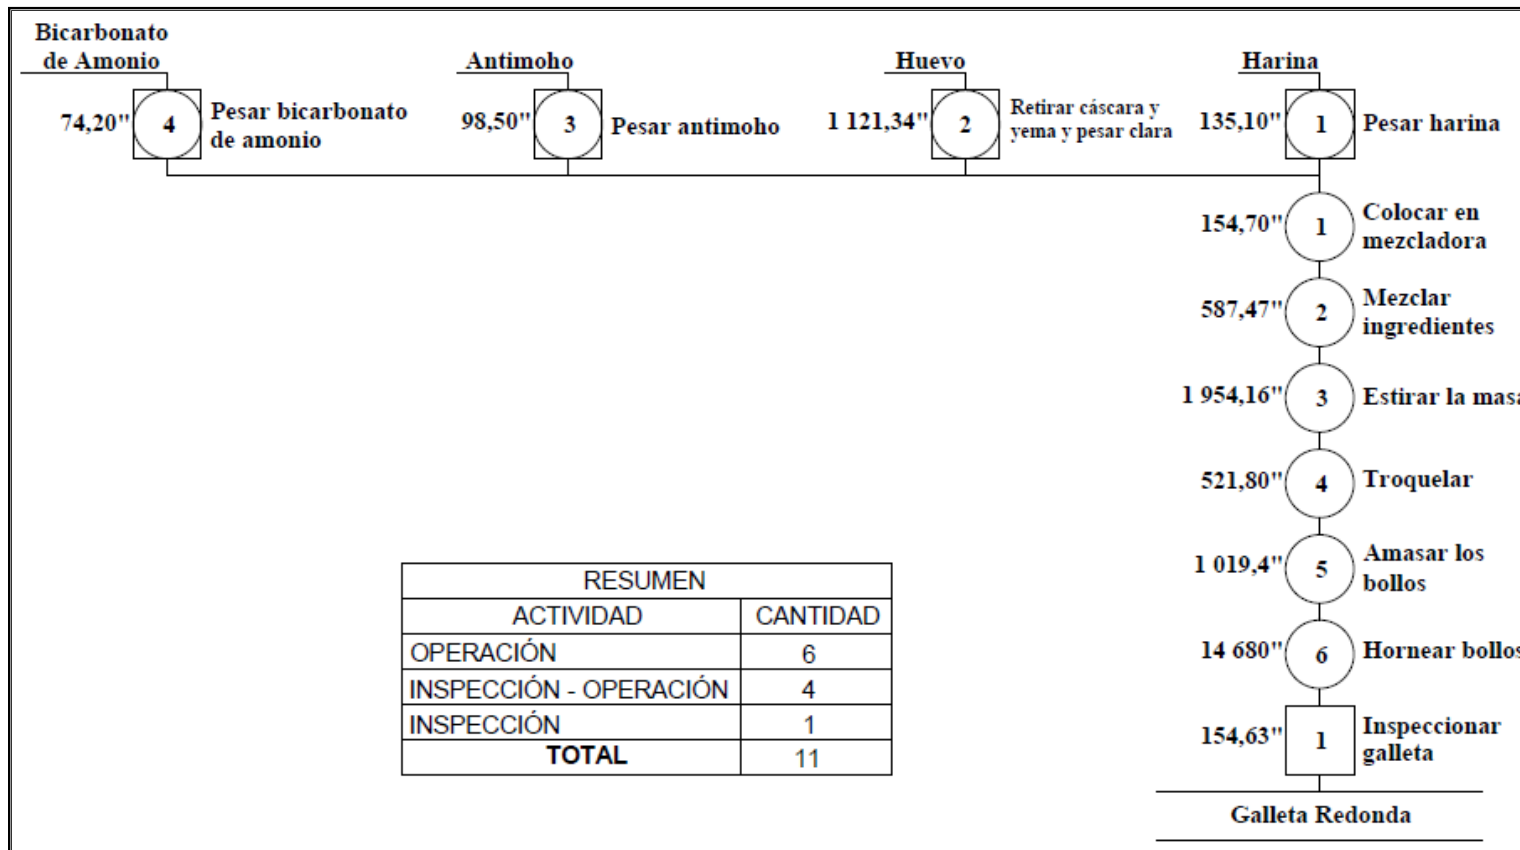 Bicarbonato
de Amonio
Antimoho
Huevo
Harina
74,20"
4
Pesar bicarbonato
de amonio
98,50"
3
Pesar antimoho
1 121,34"
2
Retirar cáscara y
yema y pesar clara
135,10"
1
Pesar harina
154,70"
1
Colocar en
mezcladora
587,47"
2
Mezclar
ingredientes
1 954,16"
3
Estirar la masa
521,80"
4
Troquelar
1 019,4"
5
Amasar los
bollos
14 680"
6
Hornear bollos
154,63"
1
Inspeccionar
galleta
Galleta Redonda
RESUMEN
ACTIVIDAD CANTIDAD
OPERACIÓN 6
INSPECCIÓN - OPERACIÓN 4
INSPECCIÓN 1
TOTAL 11